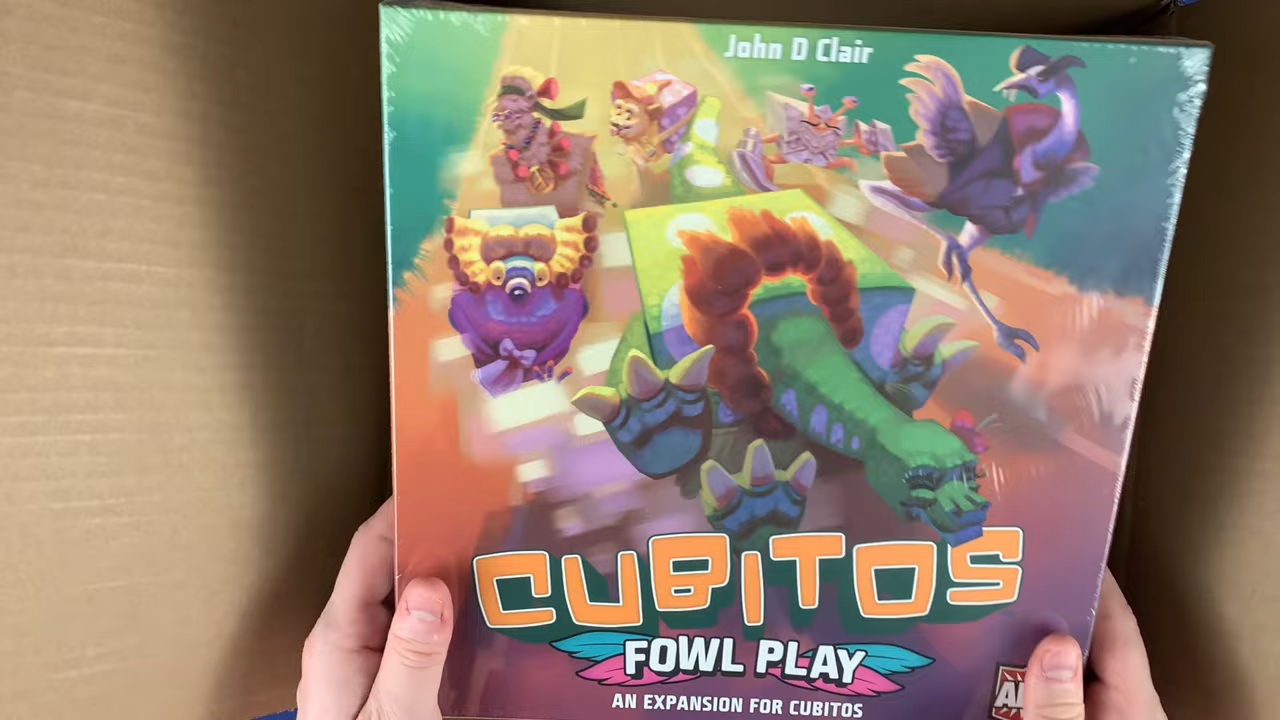 John D Clair
CUBITOS
FOWL PLAY
AN EXPANSION FOR CUBITOS